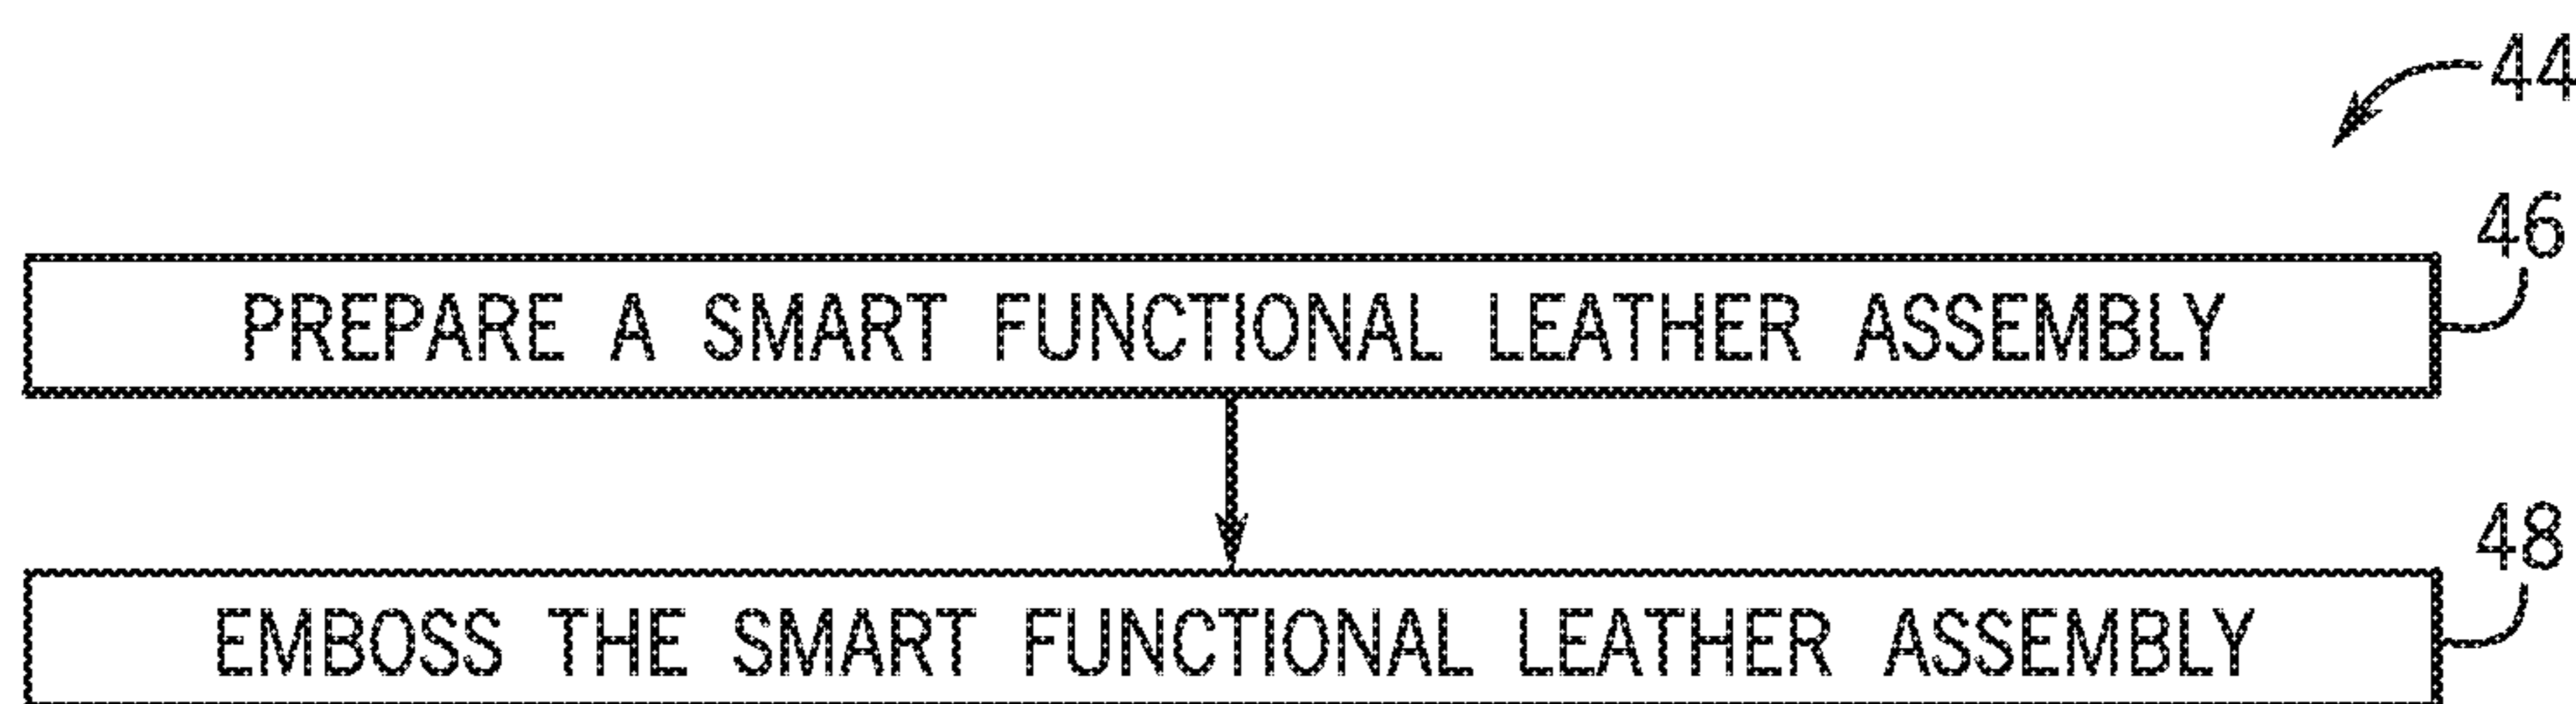 44
46
PREPARE A SMART FUNCTIONAL LEATHER ASSEMBLY
48
EMBOSS THE SMART FUNCTIONAL LEATHER ASSEMBLY